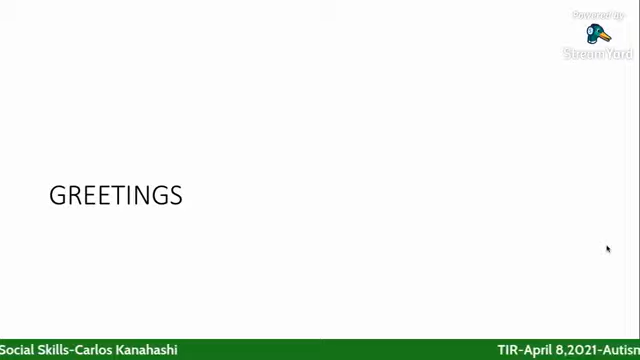 Powered by
StreamYard
GREETINGS
Social Skills-Carlos Kanahashi
TIR-April 8,2021-Autism